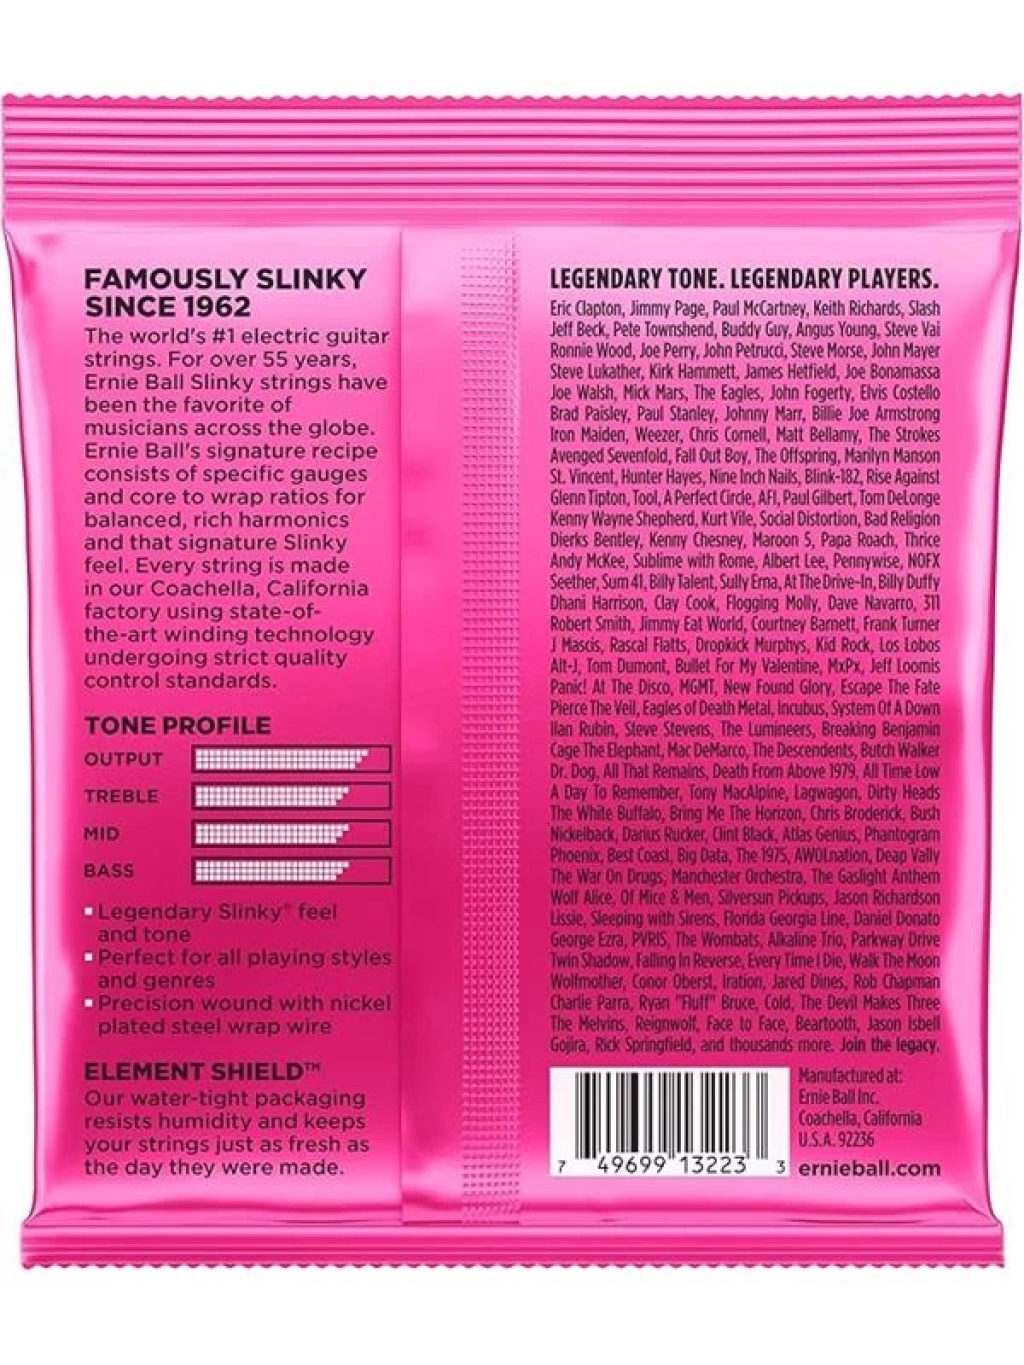 FAMOUSLY SLINKY
SINCE 1962
The world's #1 electric guitar
strings. For over 55 years,
Ernie Ball Slinky strings have
been the favorite of
musicians across the globe.
Ernie Ball's signature recipe
consists of specific gauges
and core to wrap ratios for
balanced, rich harmonics
and that signature Slinky
feel. Every string is made
in our Coachella, California
factory using state-of-
the-art winding technology
undergoing strict quality
control standards.
TONE PROFILE
OUTPUT
TREBLE
MID
BASS
▪ Legendary Slinky® feel
and tone
▪ Perfect for all playing styles
and genres
▪ Precision wound with nickel
plated steel wrap wire
ELEMENT SHIELD™
Our water-tight packaging
resists humidity and keeps
your strings just as fresh as
the day they were made.
LEGENDARY TONE. LEGENDARY PLAYERS.
Eric Clapton, Jimmy Page, Paul McCartney, Keith Richards, Slash
Jeff Beck, Pete Townshend, Buddy Guy, Angus Young, Steve Vai
Ronnie Wood, Joe Perry, John Petrucci, Steve Morse, John Mayer
Steve Lukather, Kirk Hammett, James Hetfield, Joe Bonamassa
Joe Walsh, Mick Mars, The Eagles, John Fogerty, Elvis Costello
Brad Paisley, Paul Stanley, Johnny Marr, Billie Joe Armstrong
Iron Maiden, Weezer, Chris Cornell, Matt Bellamy, The Strokes
Avenged Sevenfold, Fall Out Boy, The Offspring, Marilyn Manson
St. Vincent, Hunter Hayes, Nine Inch Nails, Blink-182, Rise Against
Glenn Tipton, Tool, A Perfect Circle, AFI, Paul Gilbert, Tom DeLonge
Kenny Wayne Shepherd, Kurt Vile, Social Distortion, Bad Religion
Dierks Bentley, Kenny Chesney, Maroon 5, Papa Roach, Thrice
Andy McKee, Sublime with Rome, Albert Lee, Pennywise, NOFX
Seether, Sum 41, Billy Talent, Sully Erna, At The Drive-In, Billy Duffy
Dhani Harrison, Clay Cook, Flogging Molly, Dave Navarro, 311
Robert Smith, Jimmy Eat World, Courtney Barnett, Frank Turner
J Mascis, Rascal Flatts, Dropkick Murphys, Kid Rock, Los Lobos
Alt-J, Tom Dumont, Bullet For My Valentine, MxPx, Jeff Loomis
Panic! At The Disco, MGMT, New Found Glory, Escape The Fate
Pierce The Veil, Eagles of Death Metal, Incubus, System Of A Down
Ilan Rubin, Steve Stevens, The Lumineers, Breaking Benjamin
Cage The Elephant, Mac DeMarco, The Descendents, Butch Walker
Dr. Dog, All That Remains, Death From Above 1979, All Time Low
A Day To Remember, Tony MacAlpine, Lagwagon, Dirty Heads
The White Buffalo, Bring Me The Horizon, Chris Broderick, Bush
Nickelback, Darius Rucker, Clint Black, Atlas Genius, Phantogram
Phoenix, Best Coast, Big Data, The 1975, AWOLnation, Deap Vally
The War On Drugs, Manchester Orchestra, The Gaslight Anthem
Wolf Alice, Of Mice & Men, Silversun Pickups, Jason Richardson
Lissie, Sleeping with Sirens, Florida Georgia Line, Daniel Donato
George Ezra, PVRIS, The Wombats, Alkaline Trio, Parkway Drive
Twin Shadow, Falling In Reverse, Every Time I Die, Walk The Moon
Wolfmother, Conor Oberst, Iration, Jared Dines, Rob Chapman
Charlie Parra, Ryan "Fluff" Bruce, Cold, The Devil Makes Three
The Melvins, Reignwolf, Face to Face, Beartooth, Jason Isbell
Gojira, Rick Springfield, and thousands more. Join the legacy.
7 49699 13223 3
Manufactured at:
Ernie Ball Inc.
Coachella, California
U.S.A. 92236
ernieball.com